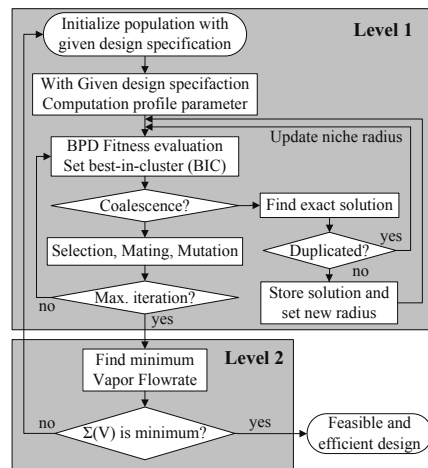 Initialize population with
given design specification
Level 1
With Given design specifaction
Computation profile parameter
Update niche radius
BPD Fitness evaluation
Set best-in-cluster (BIC)
Coalescence?
Find exact solution
Selection, Mating, Mutation
Duplicated?
yes
no
Max. iteration?
no
yes
Store solution and
set new radius
Level 2
Find minimum
Vapor Flowrate
no
Σ(V) is minimum?
yes
Feasible and
efficient design